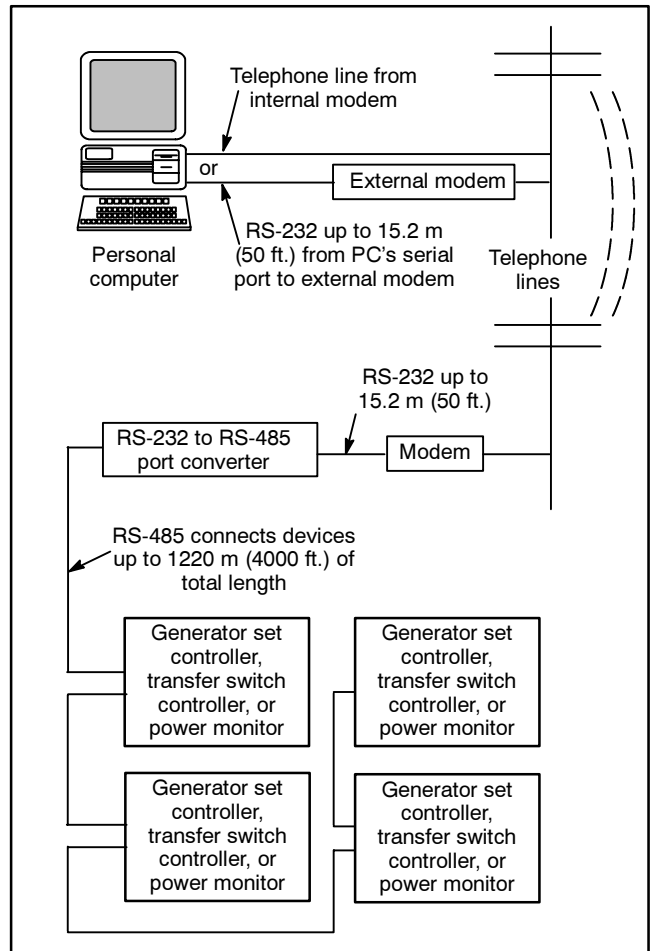 Telephone line from
internal modem
or
External modem
RS-232 up to 15.2 m
(50 ft.) from PC's serial
port to external modem
Personal
computer
Telephone
lines
RS-232 up to
15.2 m (50 ft.)
RS-232 to RS-485
port converter
Modem
RS-485 connects devices
up to 1220 m (4000 ft.) of
total length
Generator set
controller,
transfer switch
controller, or
power monitor
Generator set
controller,
transfer switch
controller, or
power monitor
Generator set
controller,
transfer switch
controller, or
power monitor
Generator set
controller,
transfer switch
controller, or
power monitor